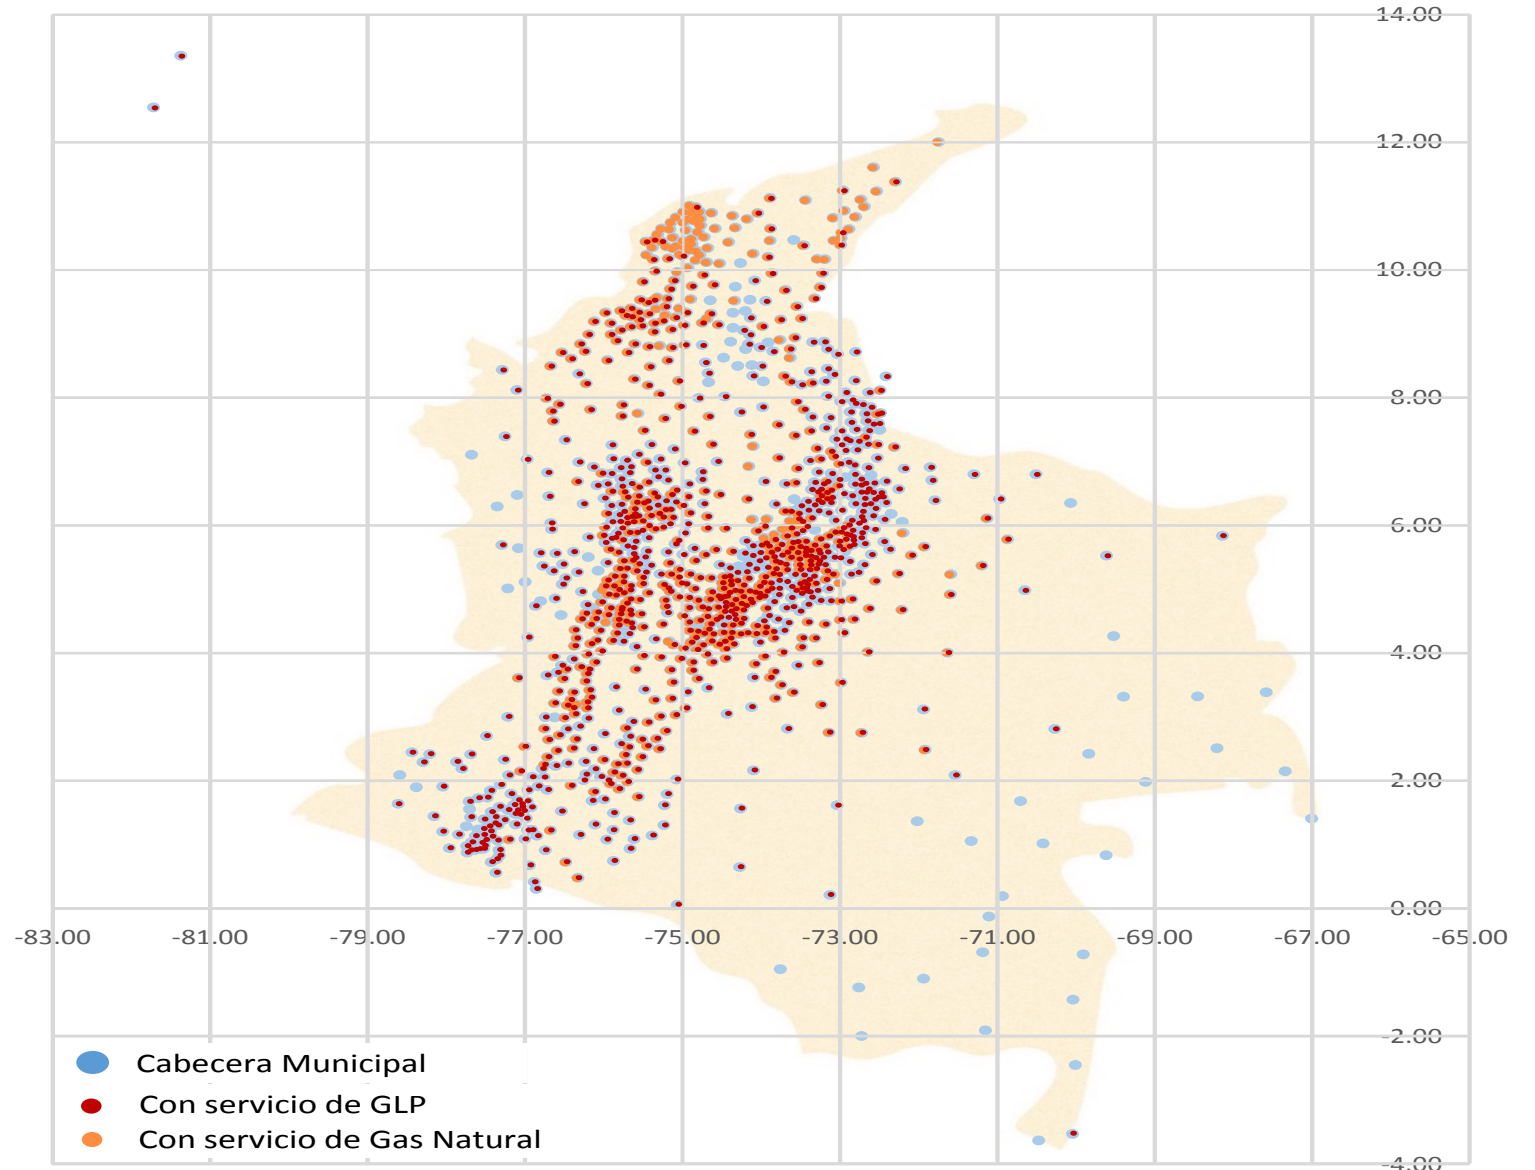 14.00
12.00
10.00
8.00
6.00
4.00
2.00
0.00
-83.00 -81.00 -79.00 -77.00 -75.00 -73.00 -71.00 -69.00 -67.00 -65.00
-2.00
Cabecera Municipal
Con servicio de GLP
Con servicio de Gas Natural
-4.00